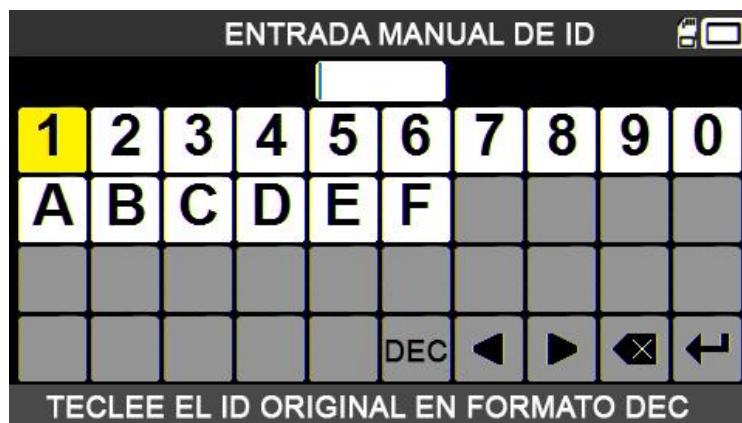 ENTRADA MANUAL DE ID
1 2 3 4 5 6 7 8 9 0
A B C D E F
DEC
TECLEE EL ID ORIGINAL EN FORMATO DEC